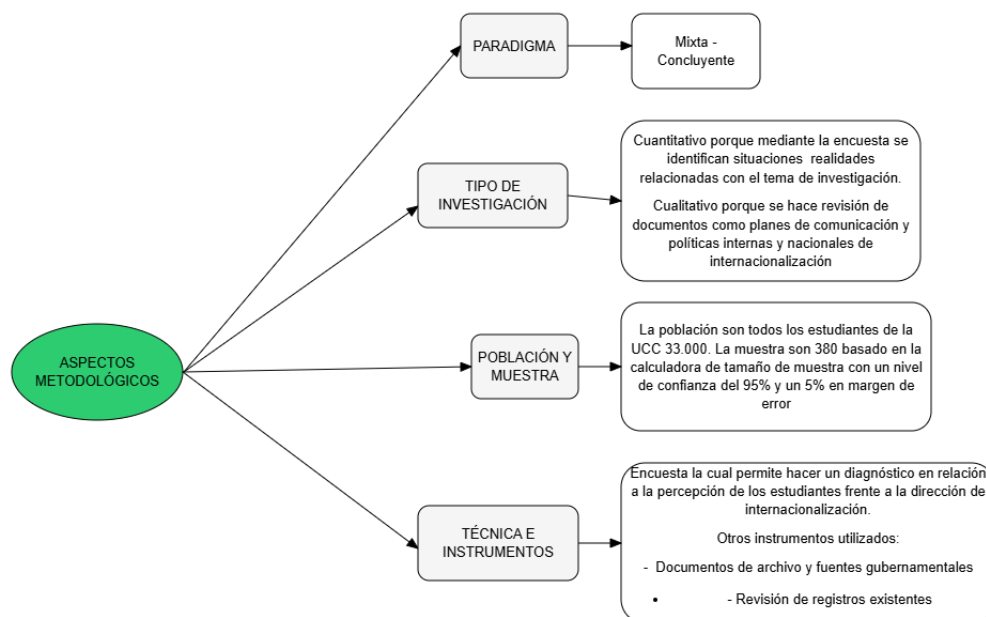 PARADIGMA
Mixta -
Concluyente
TIPO DE
INVESTIGACIÓN
Cuantitativo porque mediante la encuesta se
identifican situaciones realidades
relacionadas con el tema de investigación.
Cualitativo porque se hace revisión de
documentos como planes de comunicación y
políticas internas y nacionales de
internacionalización
ASPECTOS
METODOLÓGICOS
POBLACIÓN Y
MUESTRA
La población son todos los estudiantes de la
UCC 33.000. La muestra son 380 basado en la
calculadora de tamaño de muestra con un nivel
de confianza del 95% y un 5% en margen de
error
TÉCNICA E
INSTRUMENTOS
Encuesta la cual permite hacer un diagnóstico en relación
a la percepción de los estudiantes frente a la dirección de
internacionalización.
Otros instrumentos utilizados:
- Documentos de archivo y fuentes gubernamentales
• - Revisión de registros existentes